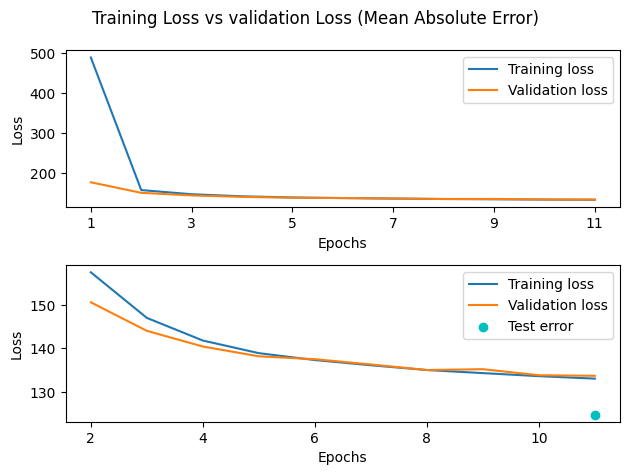 Training Loss vs validation Loss (Mean Absolute Error)
500
400
300
200
Loss
Training loss
Validation loss
1 3 5 7 9 11
Epochs
150
140
130
Loss
Training loss
Validation loss
Test error
2 4 6 8 10
Epochs